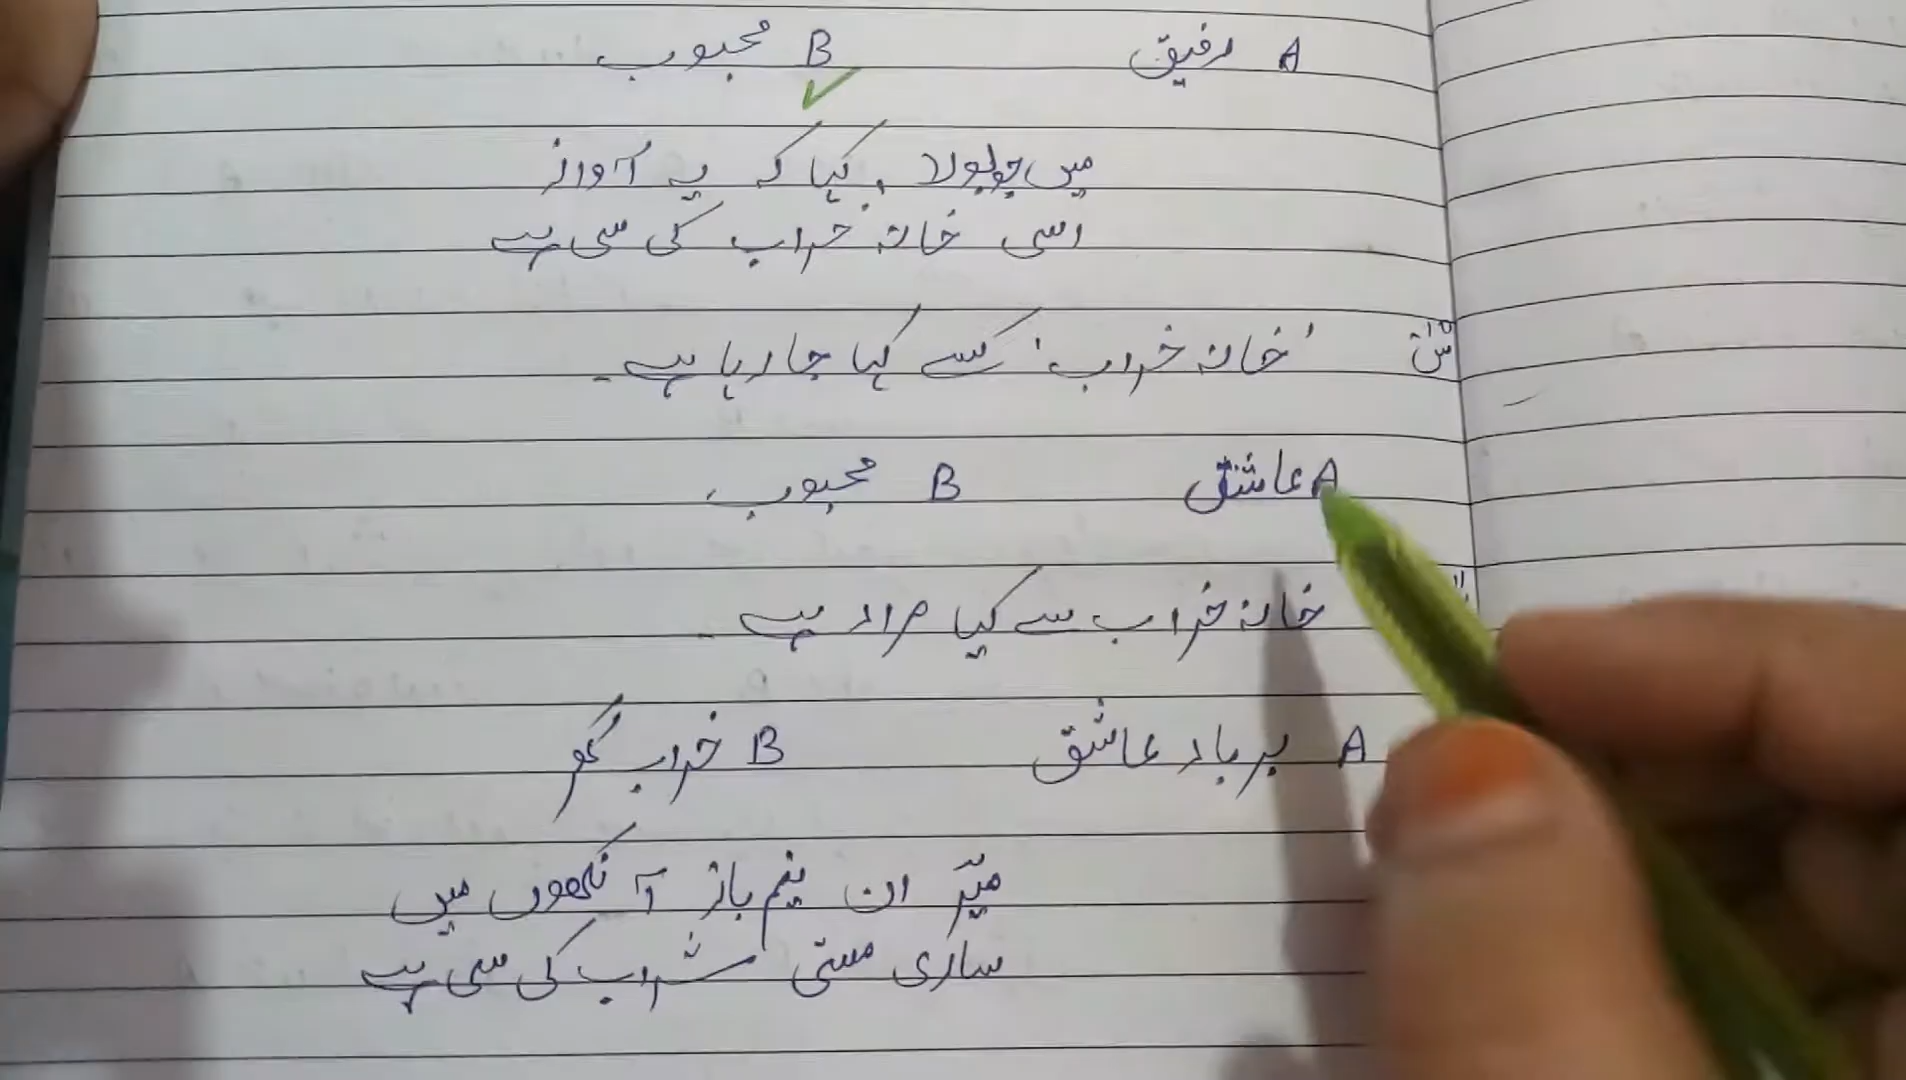 A رفیق B محبوب
میں جو بولا ، کہا کہ یہ آواز
اسی خانہ خراب کی سی ہے
س 'خانہ خراب' کسے کہا جا رہا ہے۔
A عاشق B محبوب
خانہ خراب سے کیا مراد ہے۔
A برباد عاشق B خراب گو
میر ان نیم باز آنکھوں میں
ساری مستی شراب کی سی ہے